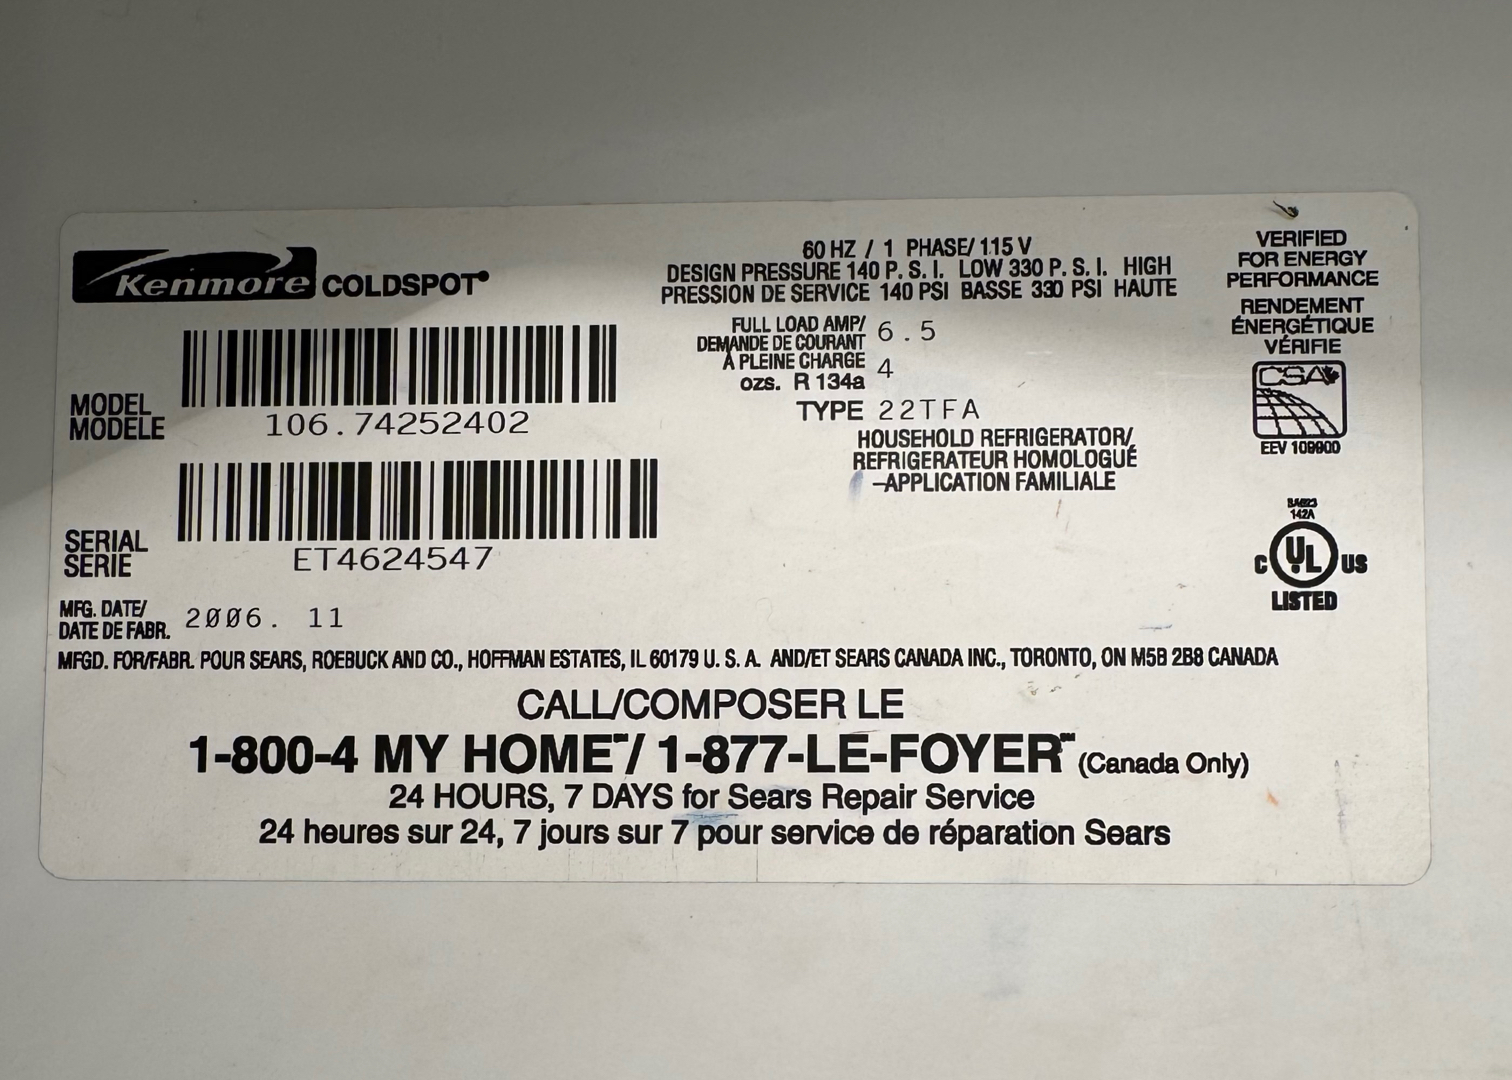 Kenmore COLDSPOT
MODEL
MODÈLE
106.74252402
SERIAL
SERIE
ET4624547
MFG. DATE/
DATE DE FABR.
2006. 11
60 HZ / 1 PHASE/ 115 V
DESIGN PRESSURE 140 P. S. I. LOW 330 P. S. I. HIGH
PRESSION DE SERVICE 140 PSI BASSE 330 PSI HAUTE
FULL LOAD AMP/
DEMANDE DE COURANT
À PLEINE CHARGE
6.5
OZS. R 134a
4
TYPE 22TFA
HOUSEHOLD REFRIGERATOR/
REFRIGERATEUR HOMOLOGUÉ
–APPLICATION FAMILIALE
VERIFIED
FOR ENERGY
PERFORMANCE
RENDEMENT
ÉNERGÉTIQUE
VÉRIFIE
CSA
EEV 109900
142A
C UL US
LISTED
MFGD. FOR/FABR. POUR SEARS, ROEBUCK AND CO., HOFFMAN ESTATES, IL 60179 U. S. A. AND/ET SEARS CANADA INC., TORONTO, ON M5B 2B8 CANADA
CALL/COMPOSER LE
1-800-4 MY HOME℠/ 1-877-LE-FOYER℠ (Canada Only)
24 HOURS, 7 DAYS for Sears Repair Service
24 heures sur 24, 7 jours sur 7 pour service de réparation Sears